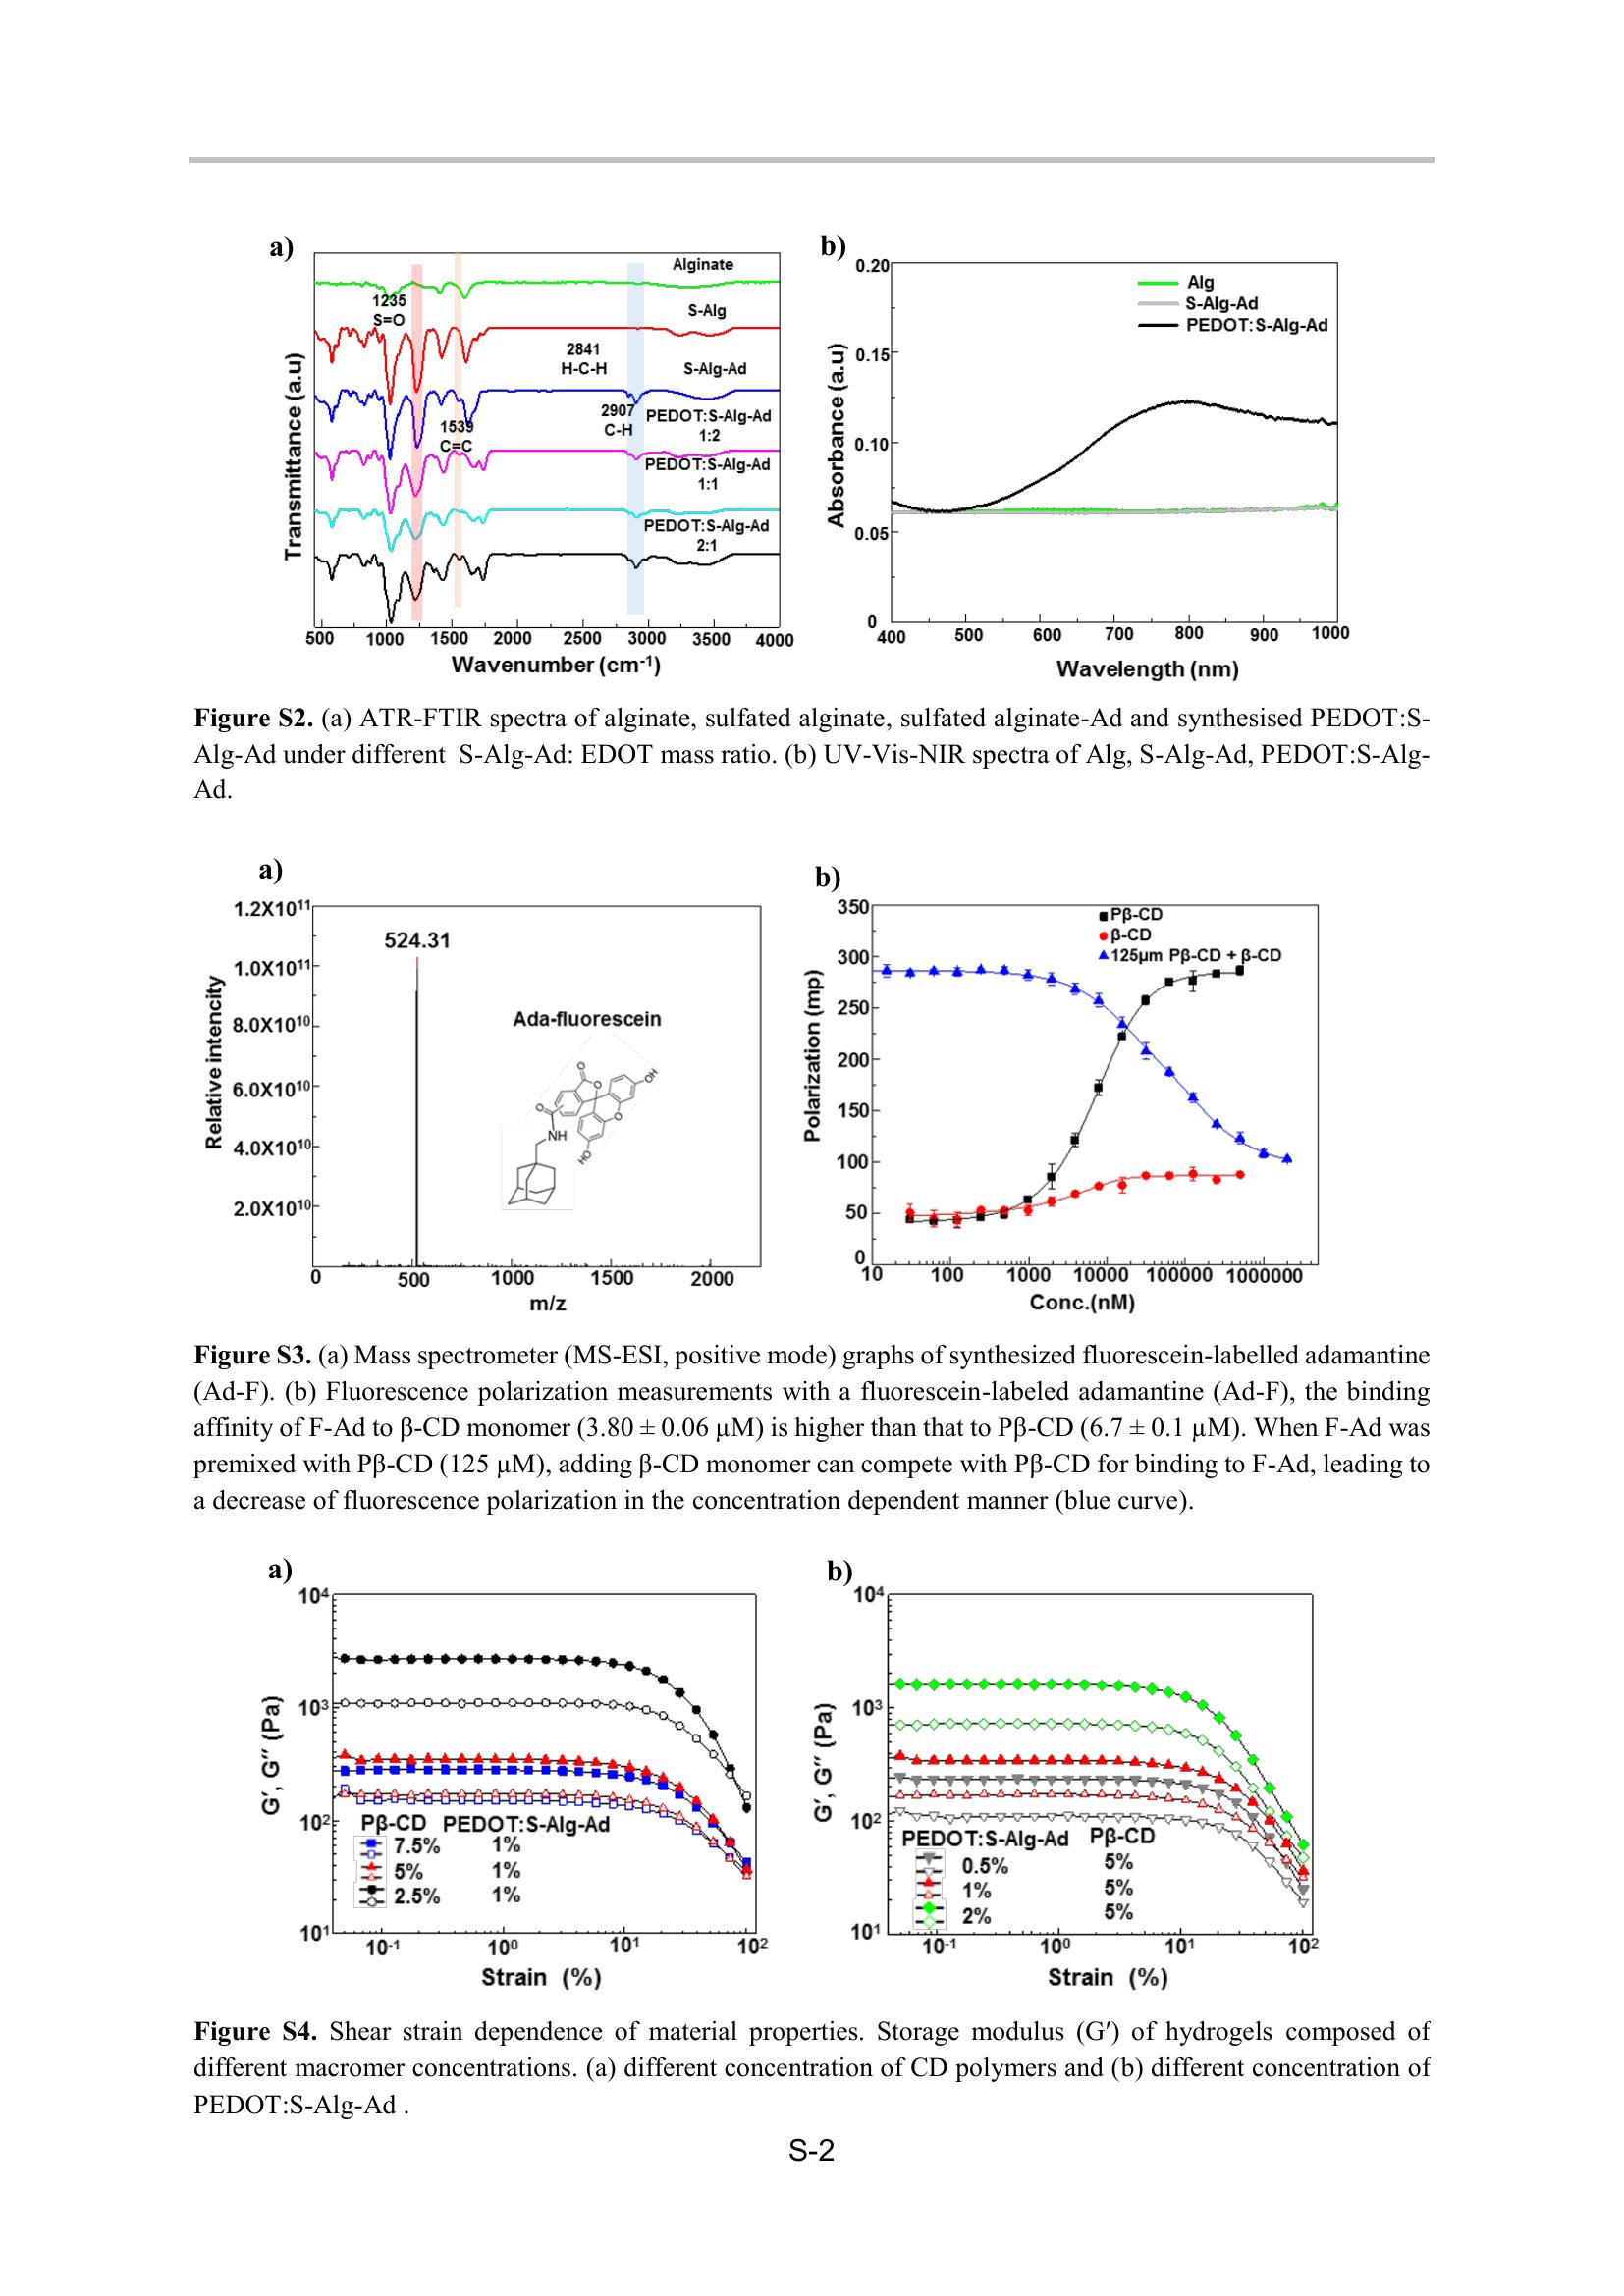 a)
Alginate
1235
S=O
S-Alg
2841
H-C-H
S-Alg-Ad
2907
C-H
PEDOT:S-Alg-Ad
1:2
1539
C=C
PEDOT:S-Alg-Ad
1:1
PEDOT:S-Alg-Ad
2:1
Transmittance (a.u)
500 1000 1500 2000 2500 3000 3500 4000
Wavenumber (cm-1)
b)
0.20
0.15
0.10
0.05
0
Absorbance (a.u)
Alg
S-Alg-Ad
PEDOT:S-Alg-Ad
400 500 600 700 800 900 1000
Wavelength (nm)
Figure S2. (a) ATR-FTIR spectra of alginate, sulfated alginate, sulfated alginate-Ad and synthesised PEDOT:S-
Alg-Ad under different S-Alg-Ad: EDOT mass ratio. (b) UV-Vis-NIR spectra of Alg, S-Alg-Ad, PEDOT:S-Alg-
Ad.
a)
1.2X10¹¹
1.0X10¹¹
8.0X10¹⁰
6.0X10¹⁰
4.0X10¹⁰
2.0X10¹⁰
Relative intencity
524.31
Ada-fluorescein
O
O
OH
O
O
NH
HO
0 500 1000 1500 2000
m/z
b)
350
300
250
200
150
100
50
0
Polarization (mp)
Pβ-CD
β-CD
125μm Pβ-CD + β-CD
10 100 1000 10000 100000 1000000
Conc.(nM)
Figure S3. (a) Mass spectrometer (MS-ESI, positive mode) graphs of synthesized fluorescein-labelled adamantine
(Ad-F). (b) Fluorescence polarization measurements with a fluorescein-labeled adamantine (Ad-F), the binding
affinity of F-Ad to β-CD monomer (3.80 ± 0.06 μM) is higher than that to Pβ-CD (6.7 ± 0.1 μM). When F-Ad was
premixed with Pβ-CD (125 μM), adding β-CD monomer can compete with Pβ-CD for binding to F-Ad, leading to
a decrease of fluorescence polarization in the concentration dependent manner (blue curve).
a)
10⁴
10³
10²
10¹
G′, G″ (Pa)
Pβ-CD PEDOT:S-Alg-Ad
7.5% 1%
5% 1%
2.5% 1%
10⁻¹ 10⁰ 10¹ 10²
Strain (%)
b)
10⁴
10³
10²
10¹
G′, G″ (Pa)
PEDOT:S-Alg-Ad Pβ-CD
0.5% 5%
1% 5%
2% 5%
10⁻¹ 10⁰ 10¹ 10²
Strain (%)
Figure S4. Shear strain dependence of material properties. Storage modulus (G′) of hydrogels composed of
different macromer concentrations. (a) different concentration of CD polymers and (b) different concentration of
PEDOT:S-Alg-Ad .
S-2